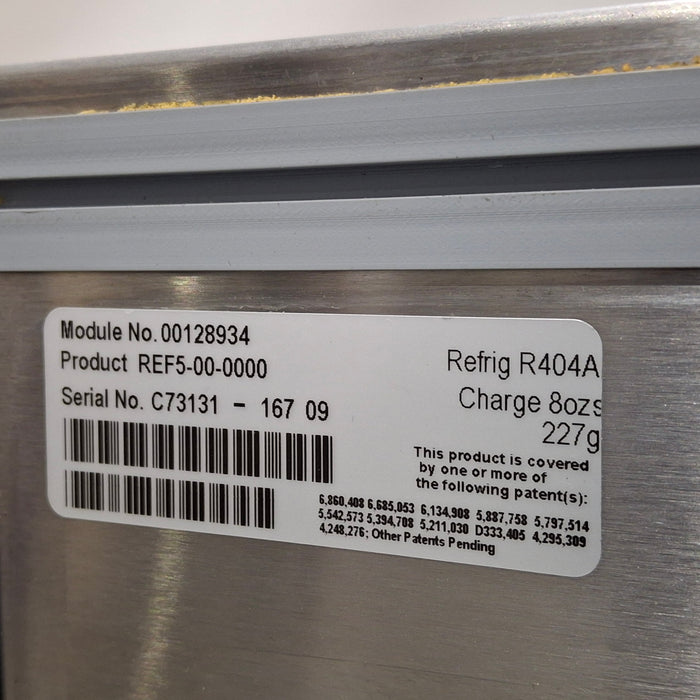 Module No. 00128934
Product REF5-00-0000
Serial No. C73131 - 167 09
Refrig R404A
Charge 8ozs
227g
This product is covered
by one or more of
the following patent(s):
6,860,408 6,685,053 6,134,908 5,887,758 5,797,514
5,542,573 5,394,708 5,211,030 D333,405 4,295,309
4,248,276; Other Patents Pending